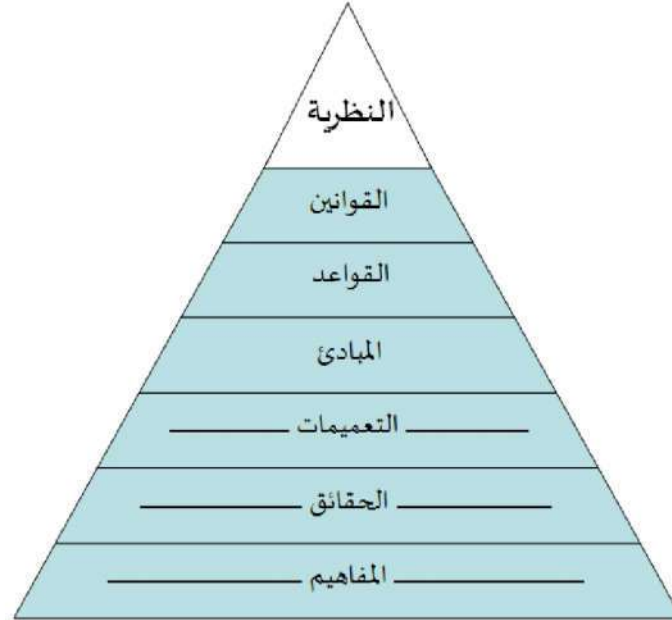 النظرية
القوانين
القواعد
المبادئ
التعميمات
الحقائق
المفاهيم